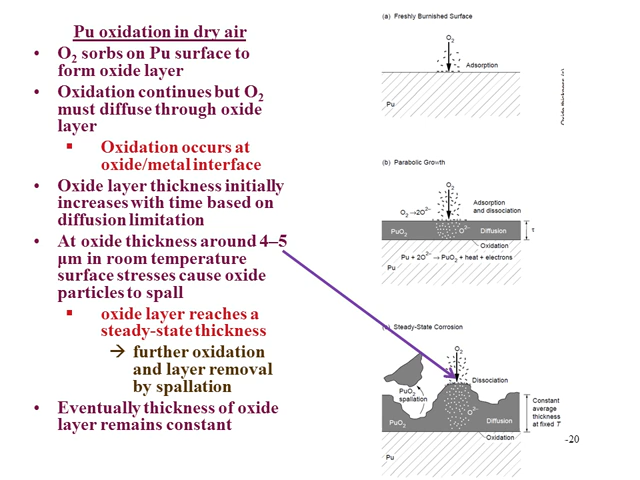 Pu oxidation in dry air
• O2 sorbs on Pu surface to
form oxide layer
• Oxidation continues but O2
must diffuse through oxide
layer
▪ Oxidation occurs at
oxide/metal interface
• Oxide layer thickness initially
increases with time based on
diffusion limitation
• At oxide thickness around 4–5
µm in room temperature
surface stresses cause oxide
particles to spall
▪ oxide layer reaches a
steady-state thickness
→ further oxidation
and layer removal
by spallation
• Eventually thickness of oxide
layer remains constant
(a) Freshly Burnished Surface
O2
Adsorption
Pu
(b) Parabolic Growth
O2
Adsorption
and dissociation
O2 →2O2–
PuO2
O2–
Diffusion
τ
Oxidation
Pu + 2O2– → PuO2 + heat + electrons
Pu
Steady-State Corrosion
O2
Dissociation
PuO2
spallation
O2–
PuO2
Diffusion
Constant
average
thickness
at fixed T
Oxidation
Pu
-20